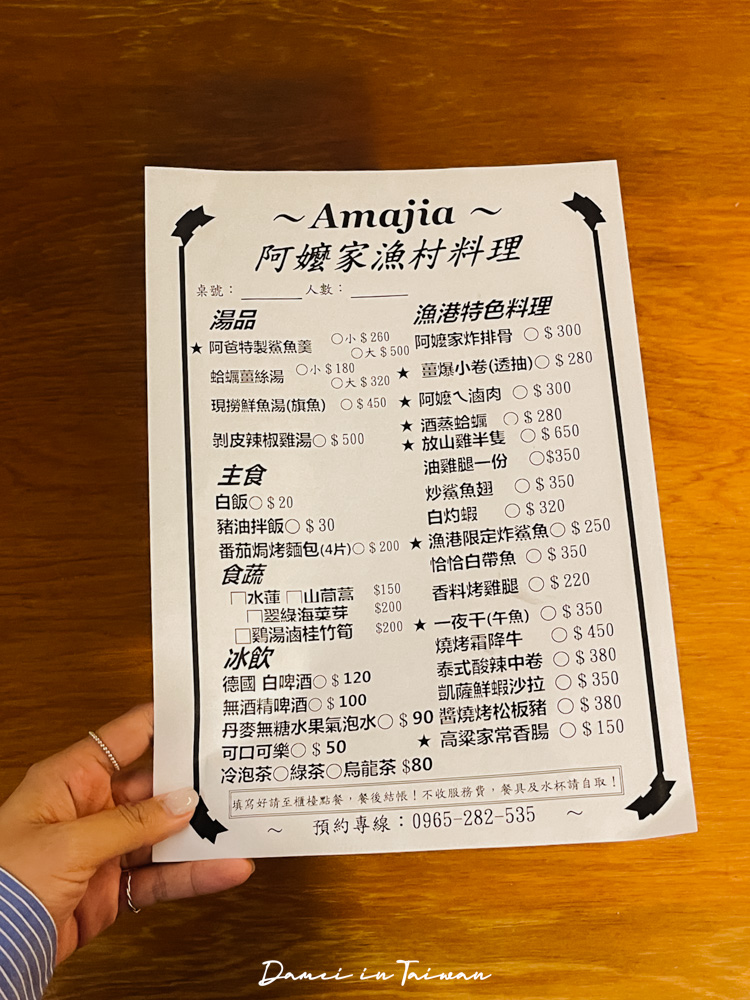 ～Amajia～
阿嬤家漁村料理
桌號：______ 人數：______
湯品
★ 阿爸特製鯊魚羹 ○小 $260
○大 $500
蛤蠣薑絲湯 ○小 $180
○大 $320
現撈鮮魚湯(旗魚) ○ $450
剝皮辣椒雞湯○ $500
主食
白飯○ $20
豬油拌飯○ $30
番茄焗烤麵包(4片)○ $200
食蔬
□水蓮 □山茼蒿 $150
□翠綠海菜芽 $200
□鷄湯滷桂竹筍 $200
冰飲
德國 白啤酒○ $120
無酒精啤酒○ $100
丹麥無糖水果氣泡水○ $90
可口可樂○ $50
冷泡茶○綠茶○烏龍茶 $80
漁港特色料理
阿嬤家炸排骨 ○ $300
★ 薑爆小卷(透抽)○ $280
★ 阿嬤ㄟ滷肉 ○ $300
★ 酒蒸蛤蠣 ○ $280
★ 放山雞半隻 ○ $650
油雞腿一份 ○$350
炒鯊魚翅 ○ $350
白灼蝦 ○ $320
★ 漁港限定炸鯊魚○ $250
恰恰白帶魚 ○ $350
香料烤雞腿 ○ $220
★ 一夜干(午魚) ○ $350
燒烤霜降牛 ○ $450
泰式酸辣中卷 ○ $380
凱薩鮮蝦沙拉 ○ $350
醬燒烤松板豬 ○ $380
★ 高粱家常香腸 ○ $150
填寫好請至櫃檯點餐，餐後結帳！不收服務費，餐具及水杯請自取！
～ 預約專線：0965-282-535 ～
Damei in Taiwan